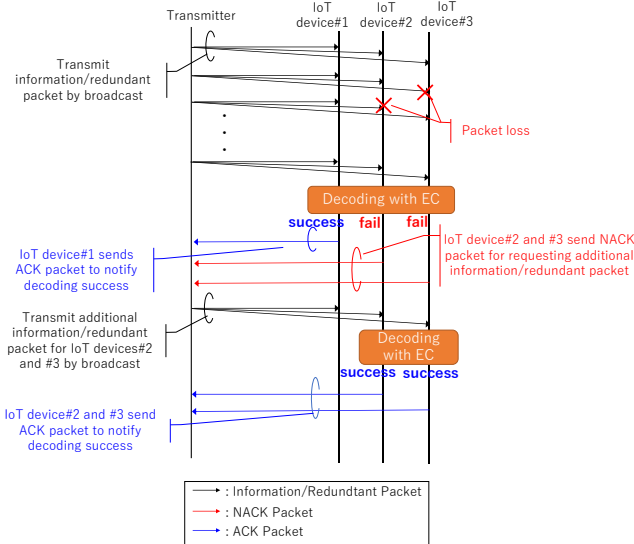 Transmitter
IoT
device#1
IoT
device#2
IoT
device#3
Transmit
information/redundant
packet by broadcast
Packet loss
Decoding with EC
success
fail
fail
IoT device#1 sends
ACK packet to notify
decoding success
IoT device#2 and #3 send NACK
packet for requesting additional
information/redundant packet
Transmit additional
information/redundant
packet for IoT devices#2
and #3 by broadcast
Decoding
with EC
success
success
IoT device#2 and #3 send
ACK packet to notify
decoding success
: Information/Redundant Packet
: NACK Packet
: ACK Packet